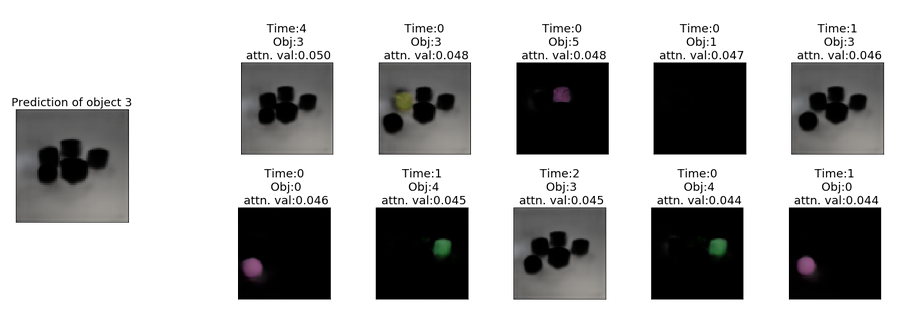 Prediction of object 3
Time:4
Obj:3
attn. val:0.050
Time:0
Obj:3
attn. val:0.048
Time:0
Obj:5
attn. val:0.048
Time:0
Obj:1
attn. val:0.047
Time:1
Obj:3
attn. val:0.046
Time:0
Obj:0
attn. val:0.046
Time:1
Obj:4
attn. val:0.045
Time:2
Obj:3
attn. val:0.045
Time:0
Obj:4
attn. val:0.044
Time:1
Obj:0
attn. val:0.044